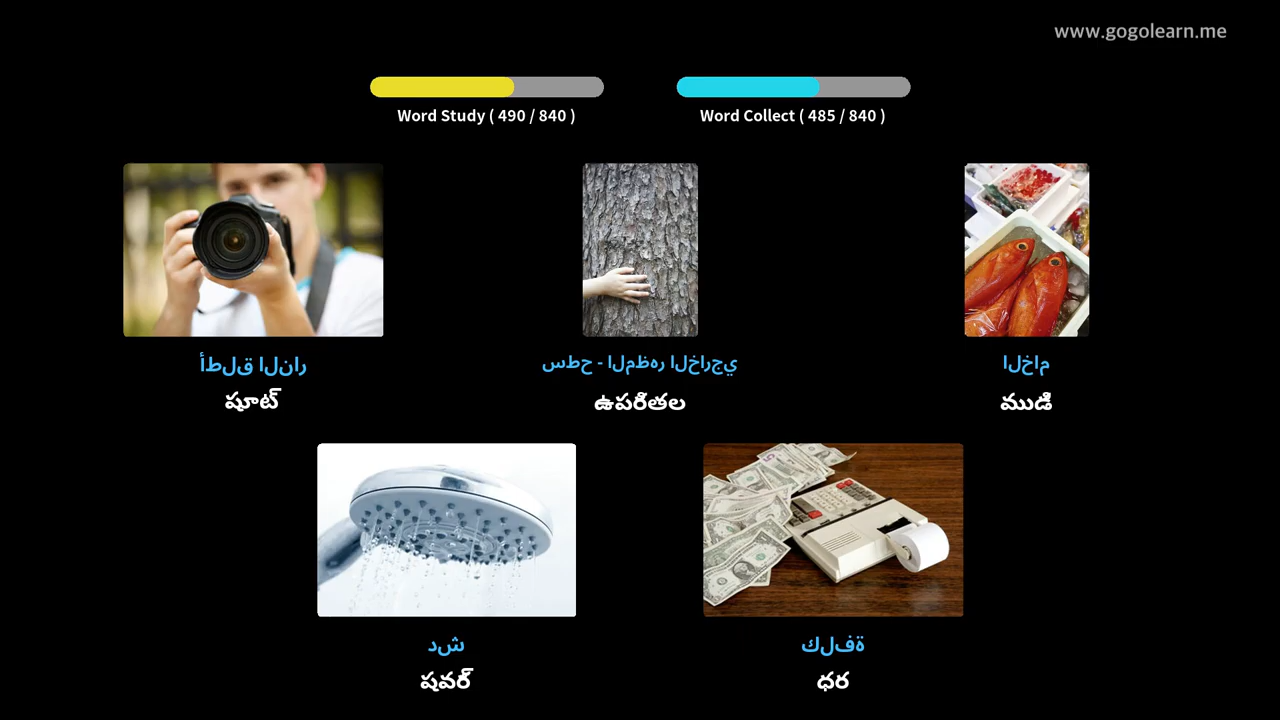 www.gogolearn.me
Word Study ( 490 / 840 )
Word Collect ( 485 / 840 )
أطلق النار
షూట్
سطح - المظهر الخارجي
ఉపరితల
الخام
ముడి
دش
షవర్
كلفة
ధర